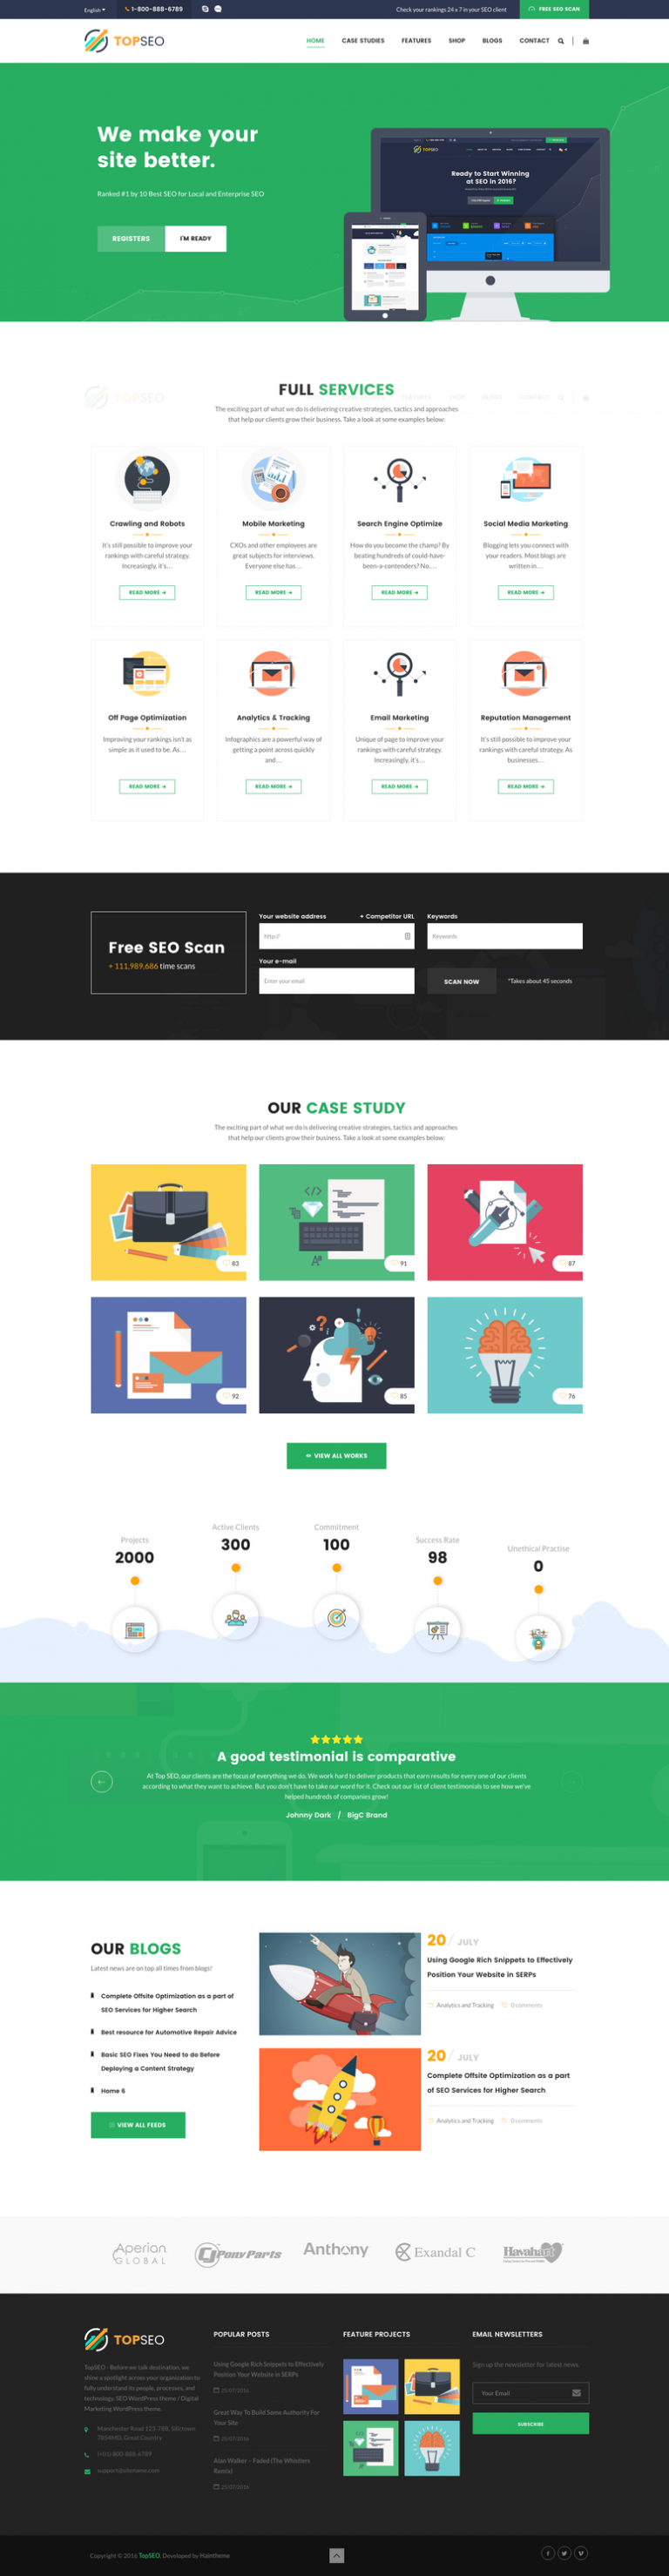 English
1-800-888-6789
Check your rankings 24 x 7 in your SEO client
FREE SEO SCAN
TOPSEO
HOME
CASE STUDIES
FEATURES
SHOP
BLOGS
CONTACT
We make your
site better.
Ranked #1 by 10 Best SEO for Local and Enterprise SEO
REGISTERS
I'M READY
TOPSEO
Ready to Start Winning
at SEO in 2016?
TOPSEO
FEATURES
SHOP
BLOGS
CONTACT
FULL SERVICES
The exciting part of what we do is delivering creative strategies, tactics and approaches
that help our clients grow their business. Take a look at some examples below:
Crawling and Robots
It's still possible to improve your
rankings with careful strategy.
Increasingly, it's...
READ MORE
Mobile Marketing
CXOs and other employees are
great subjects for interviews.
Everyone else has...
READ MORE
Search Engine Optimize
How do you become the champ? By
beating hundreds of could-have-
been-a-contenders? No....
READ MORE
Social Media Marketing
Blogging lets you connect with
your readers. Most blogs are
written in...
READ MORE
Off Page Optimization
Improving your rankings isn't as
simple as it used to be. As...
READ MORE
Analytics & Tracking
Infographics are a powerful way of
getting a point across quickly
and...
READ MORE
Email Marketing
Unique of page to improve your
rankings with careful strategy.
Increasingly, it's...
READ MORE
Reputation Management
It's still possible to improve your
rankings with careful strategy. As
businesses...
READ MORE
Free SEO Scan
+ 111,989,686 time scans
Your website address
+ Competitor URL
http://
Keywords
Keywords
Your e-mail
Enter your email
SCAN NOW
*Takes about 45 seconds
OUR CASE STUDY
The exciting part of what we do is delivering creative strategies, tactics and approaches
that help our clients grow their business. Take a look at some examples below:
83
91
87
92
85
76
VIEW ALL WORKS
Projects
2000
Active Clients
300
Commitment
100
Success Rate
98
Unethical Practise
0
A good testimonial is comparative
At Top SEO, our clients are the focus of everything we do. We work hard to deliver products that earn results for every one of our clients
according to what they want to achieve. But you don't have to take our word for it. Check out our list of client testimonials to see how we've
helped hundreds of companies grow!
Johnny Dark / BigC Brand
OUR BLOGS
Latest news are on top all times from blogs!
Complete Offsite Optimization as a part of
SEO Services for Higher Search
Best resource for Automotive Repair Advice
Basic SEO Fixes You Need to do Before
Deploying a Content Strategy
Home 6
VIEW ALL FEEDS
20/ JULY
Using Google Rich Snippets to Effectively
Position Your Website in SERPs
Analytics and Tracking
0 comments
20/ JULY
Complete Offsite Optimization as a part
of SEO Services for Higher Search
Analytics and Tracking
0 comments
Aperian
GLOBAL
Pony Parts
Anthony
Exandal C
Havahart
TOPSEO
TopSEO - Before we talk destination, we
shine a spotlight across your organization to
fully understand its people, processes, and
technology. SEO WordPress theme / Digital
Marketing WordPress theme.
Manchester Road 123-78B, Silictown
7854MD, Great Country
(+01) 800-888-6789
POPULAR POSTS
Using Google Rich Snippets to Effectively
Position Your Website in SERPs
25/07/2016
Great Way To Build Some Authority For
Your Site
25/07/2016
Alan Walker – Faded (The Whistlers
Remix)
25/07/2016
FEATURE PROJECTS
EMAIL NEWSLETTERS
Sign up the newsletter for latest news.
Your Email
SUBSCRIBE
Copyright © 2016 TopSEO, Developed by Haintheme